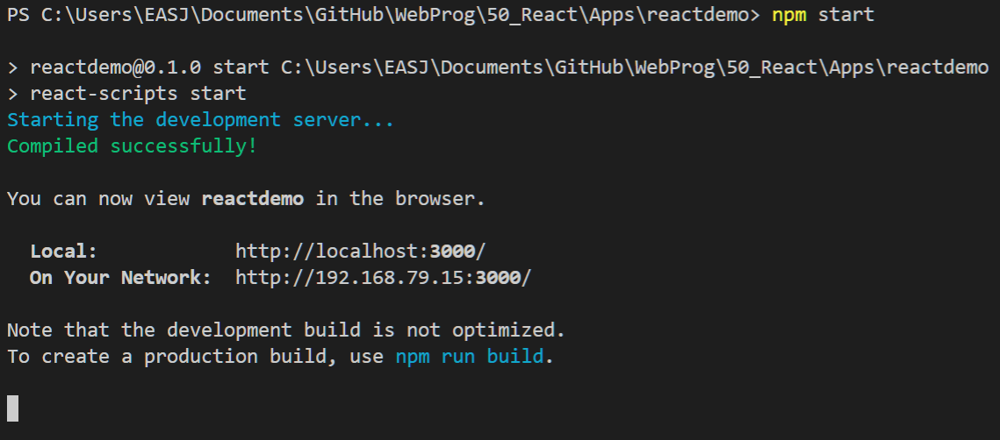 PS C:\Users\EASJ\Documents\GitHub\WebProg\50_React\Apps\reactdemo> npm start
> reactdemo@0.1.0 start C:\Users\EASJ\Documents\GitHub\WebProg\50_React\Apps\reactdemo
> react-scripts start
Starting the development server...
Compiled successfully!
You can now view reactdemo in the browser.
Local: http://localhost:3000/
On Your Network: http://192.168.79.15:3000/
Note that the development build is not optimized.
To create a production build, use npm run build.